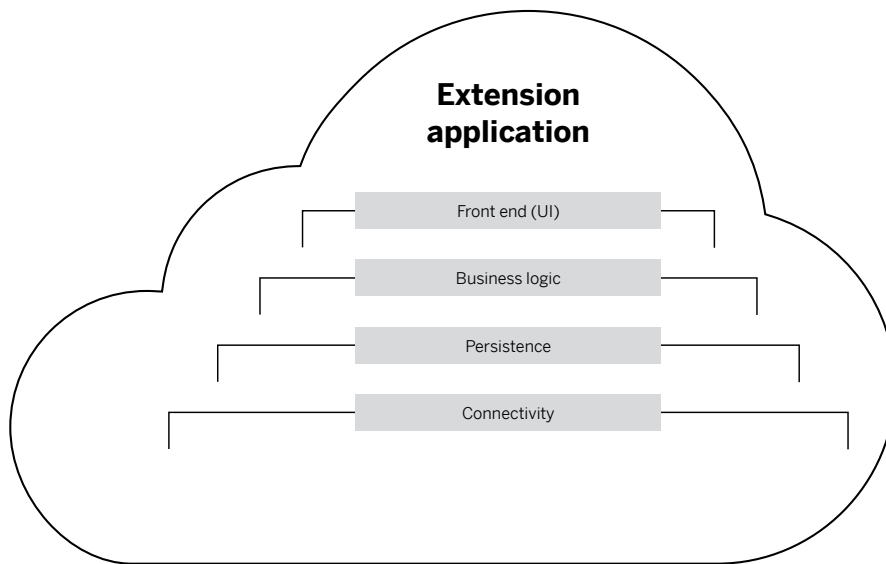 Extension
application
Front end (UI)
Business logic
Persistence
Connectivity